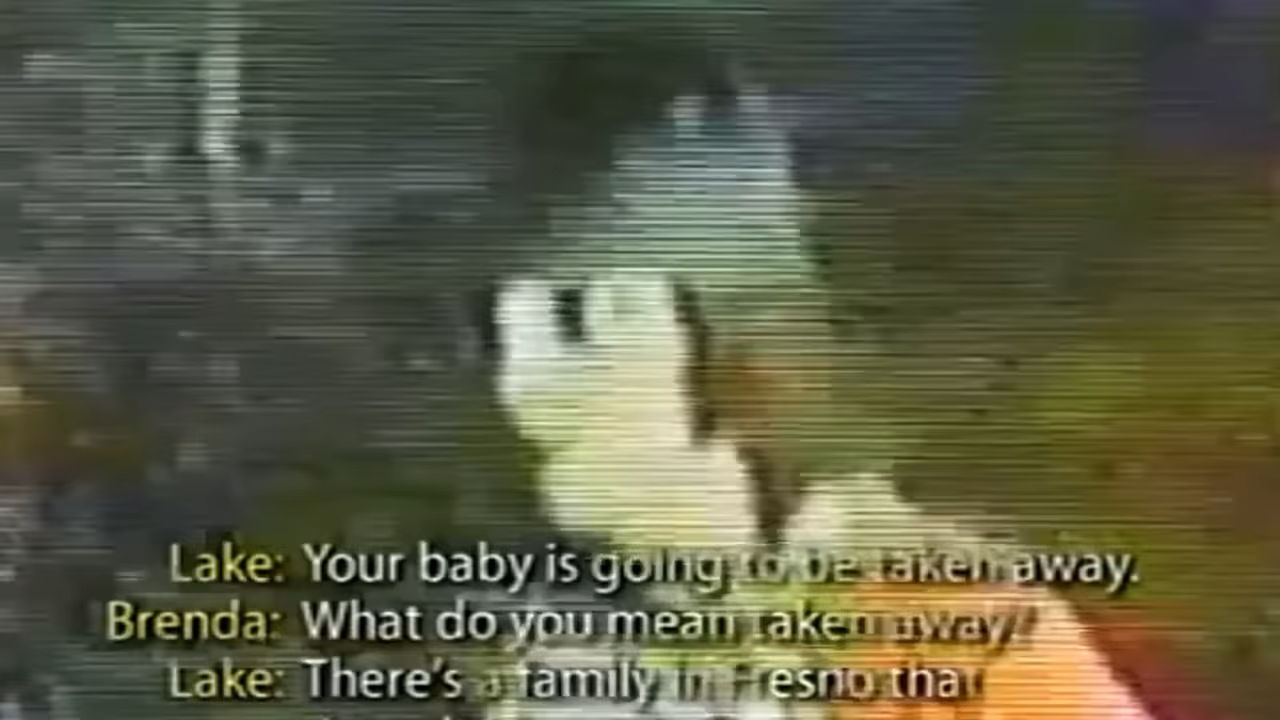 Lake: Your baby is going to be taken away.
Brenda: What do you mean taken away?
Lake: There's a family in Fresno that